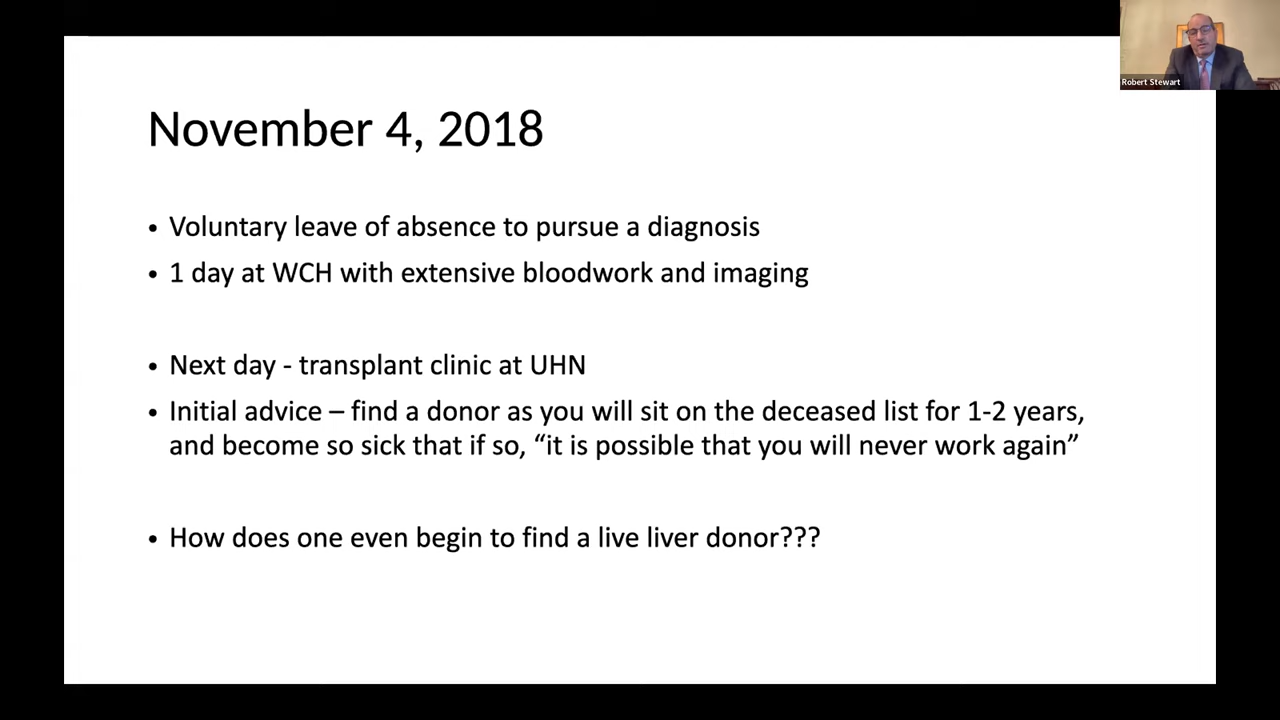 Robert Stewart
November 4, 2018
• Voluntary leave of absence to pursue a diagnosis
• 1 day at WCH with extensive bloodwork and imaging
• Next day - transplant clinic at UHN
• Initial advice – find a donor as you will sit on the deceased list for 1-2 years,
and become so sick that if so, “it is possible that you will never work again”
• How does one even begin to find a live liver donor???